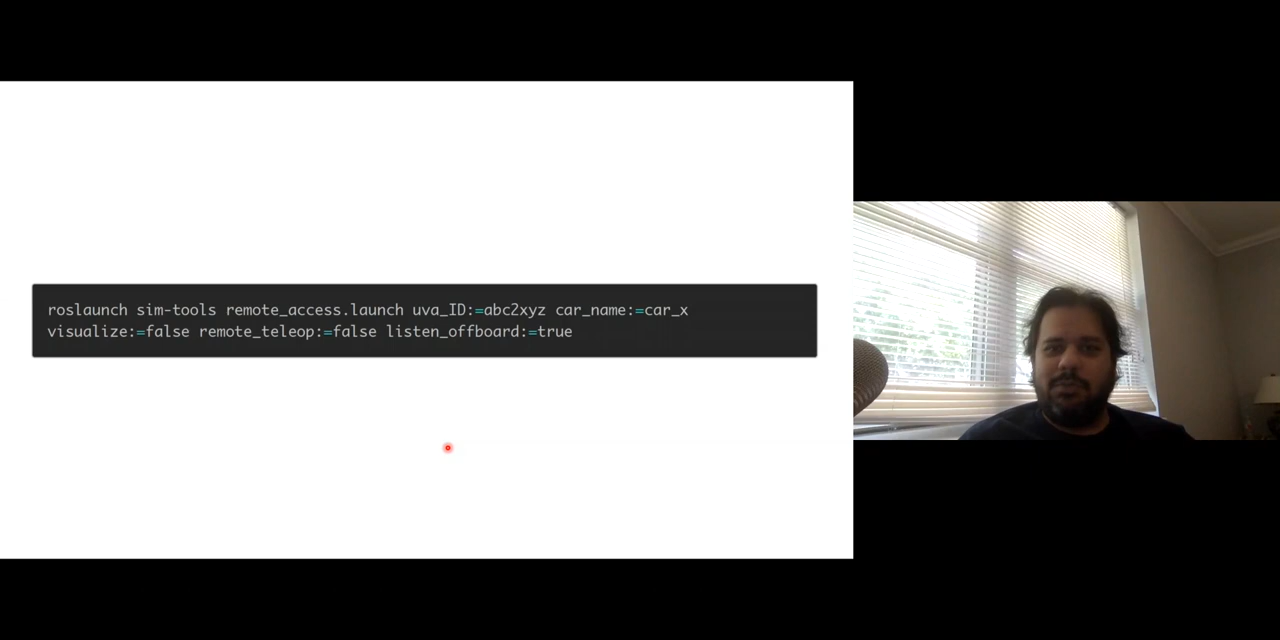 roslaunch sim-tools remote_access.launch uva_ID:=abc2xyz car_name:=car_x
visualize:=false remote_teleop:=false listen_offboard:=true